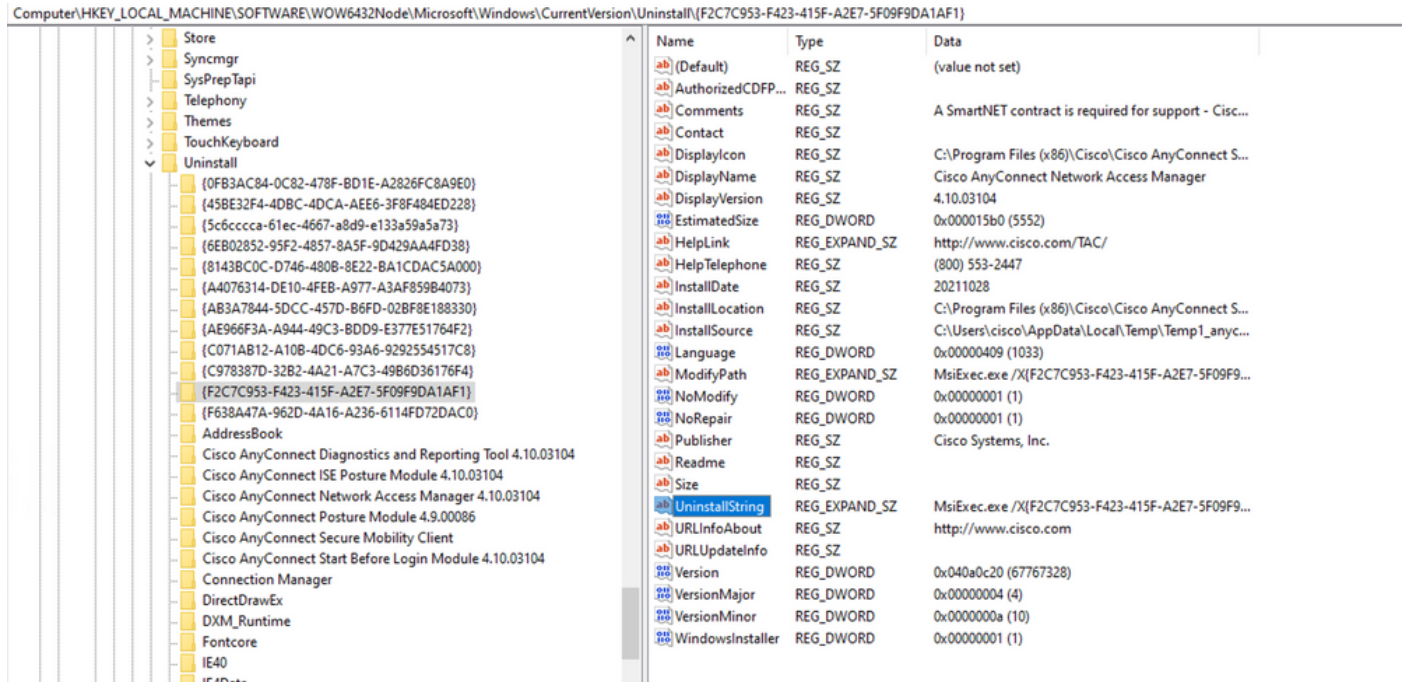 Computer\HKEY_LOCAL_MACHINE\SOFTWARE\WOW6432Node\Microsoft\Windows\CurrentVersion\Uninstall\{F2C7C953-F423-415F-A2E7-5F09F9DA1AF1}
Store
Syncmgr
SysPrepTapi
Telephony
Themes
TouchKeyboard
Uninstall
{0FB3AC84-0C82-478F-BD1E-A2826FC8A9E0}
{45BE32F4-4DBC-4DCA-AEE6-3F8F484ED228}
{5c6cccca-61ec-4667-a8d9-e133a59a5a73}
{6EB02852-95F2-4857-8A5F-9D429AA4FD38}
{8143BC0C-D746-480B-8E22-BA1CDAC5A000}
{A4076314-DE10-4FEB-A977-A3AF859B4073}
{AB3A7844-5DCC-457D-B6FD-02BF8E188330}
{AE966F3A-A944-49C3-BDD9-E377E51764F2}
{C071AB12-A10B-4DC6-93A6-9292554517C8}
{C978387D-32B2-4A21-A7C3-49B6D36176F4}
{F2C7C953-F423-415F-A2E7-5F09F9DA1AF1}
{F638A47A-962D-4A16-A236-6114FD72DAC0}
AddressBook
Cisco AnyConnect Diagnostics and Reporting Tool 4.10.03104
Cisco AnyConnect ISE Posture Module 4.10.03104
Cisco AnyConnect Network Access Manager 4.10.03104
Cisco AnyConnect Posture Module 4.9.00086
Cisco AnyConnect Secure Mobility Client
Cisco AnyConnect Start Before Login Module 4.10.03104
Connection Manager
DirectDrawEx
DXM_Runtime
Fontcore
IE40
IE4Data
Name Type Data
(Default) REG_SZ (value not set)
AuthorizedCDFP... REG_SZ
Comments REG_SZ A SmartNET contract is required for support - Cisc...
Contact REG_SZ
DisplayIcon REG_SZ C:\Program Files (x86)\Cisco\Cisco AnyConnect S...
DisplayName REG_SZ Cisco AnyConnect Network Access Manager
DisplayVersion REG_SZ 4.10.03104
EstimatedSize REG_DWORD 0x000015b0 (5552)
HelpLink REG_EXPAND_SZ http://www.cisco.com/TAC/
HelpTelephone REG_SZ (800) 553-2447
InstallDate REG_SZ 20211028
InstallLocation REG_SZ C:\Program Files (x86)\Cisco\Cisco AnyConnect S...
InstallSource REG_SZ C:\Users\cisco\AppData\Local\Temp\Temp1_anyc...
Language REG_DWORD 0x00000409 (1033)
ModifyPath REG_EXPAND_SZ MsiExec.exe /X{F2C7C953-F423-415F-A2E7-5F09F9...
NoModify REG_DWORD 0x00000001 (1)
NoRepair REG_DWORD 0x00000001 (1)
Publisher REG_SZ Cisco Systems, Inc.
Readme REG_SZ
Size REG_SZ
UninstallString REG_EXPAND_SZ MsiExec.exe /X{F2C7C953-F423-415F-A2E7-5F09F9...
URLInfoAbout REG_SZ http://www.cisco.com
URLUpdateInfo REG_SZ
Version REG_DWORD 0x040a0c20 (67767328)
VersionMajor REG_DWORD 0x00000004 (4)
VersionMinor REG_DWORD 0x0000000a (10)
WindowsInstaller REG_DWORD 0x00000001 (1)